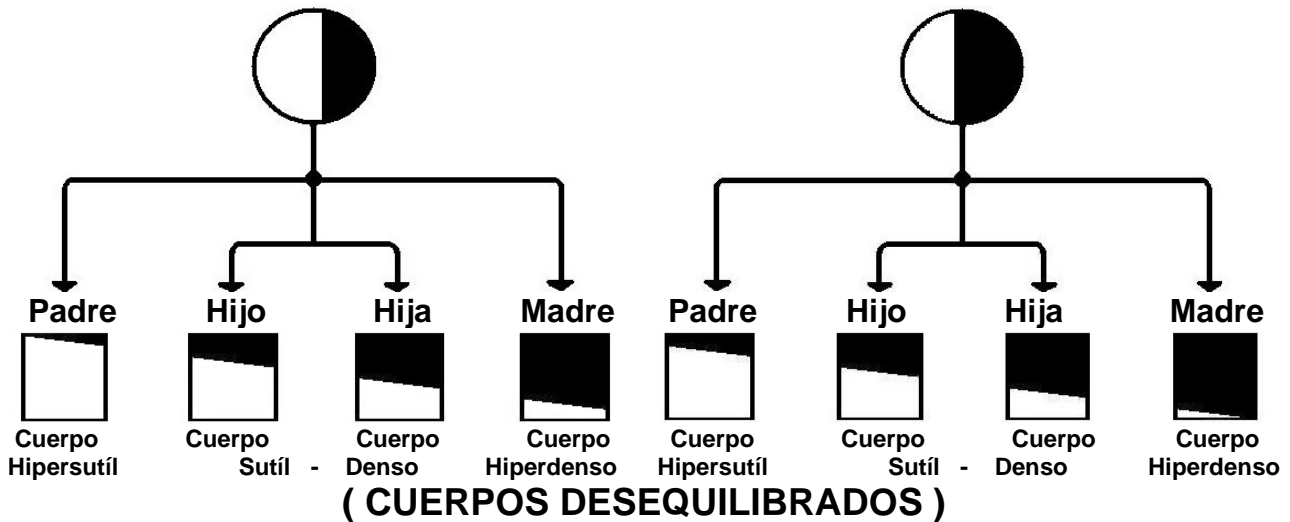 Padre Hijo Hija Madre Padre Hijo Hija Madre
Cuerpo Cuerpo Cuerpo Cuerpo Cuerpo Cuerpo Cuerpo Cuerpo
Hipersutíl Sutíl - Denso Hiperdenso Hipersutíl Sutíl - Denso Hiperdenso
( CUERPOS DESEQUILIBRADOS )